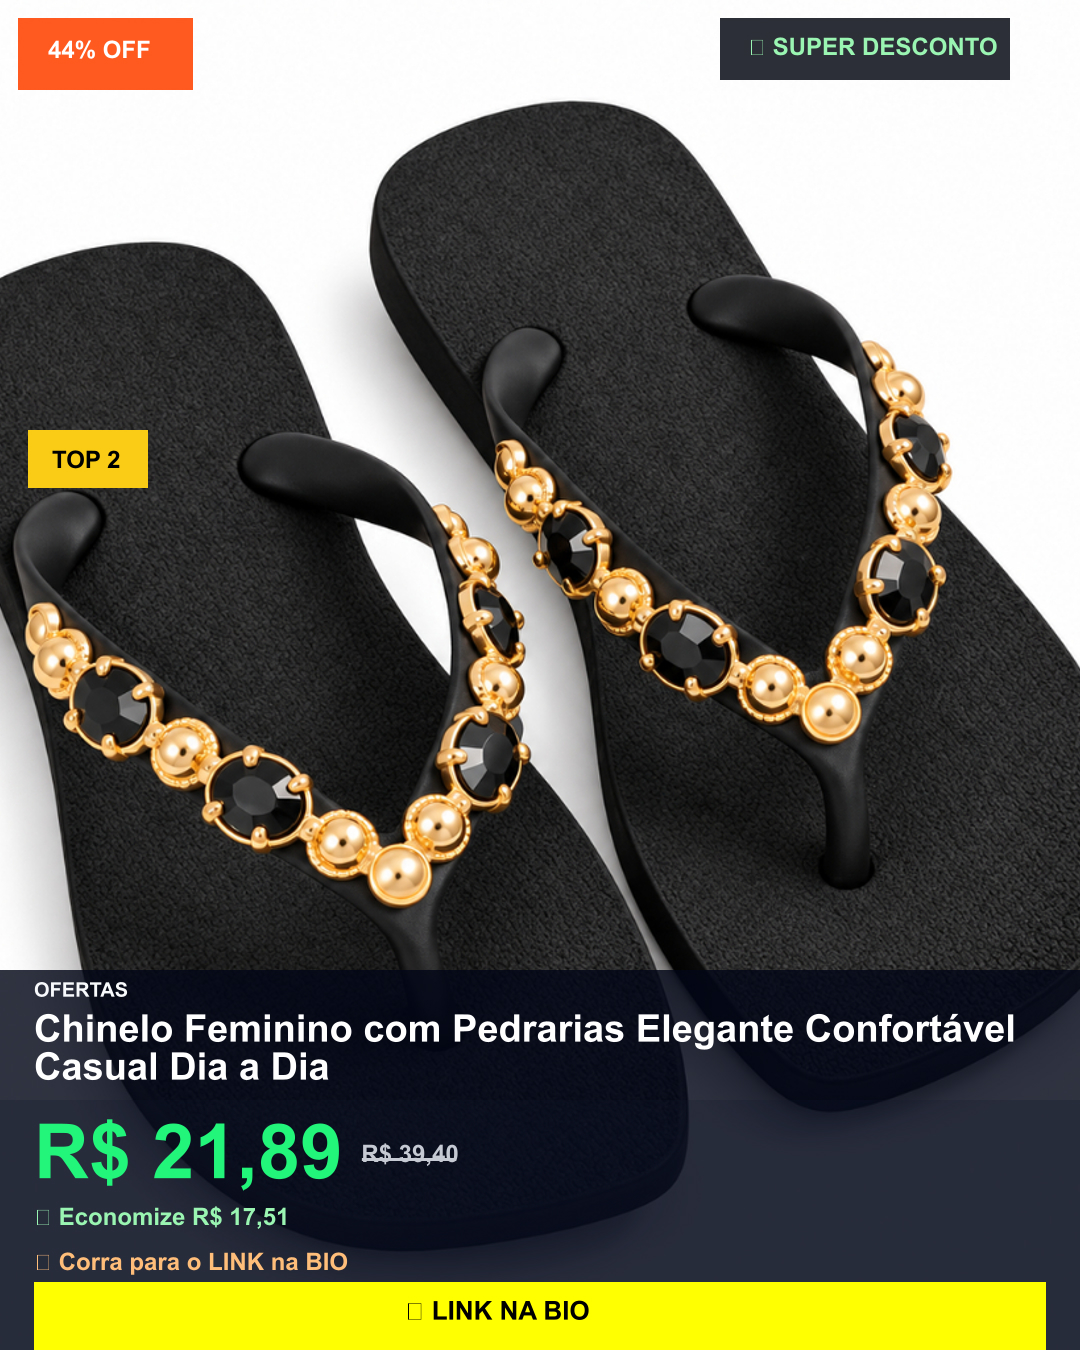 44% OFF
SUPER DESCONTO
TOP 2
OFERTAS
Chinelo Feminino com Pedrarias Elegante Confortável
Casual Dia a Dia
R$ 21,89 R$ 39,40
Economize R$ 17,51
Corra para o LINK na BIO
LINK NA BIO